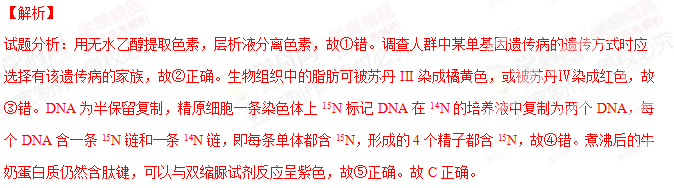 【解析】
试题分析：用无水乙醇提取色素，层析液分离色素，故①错。调查人群中某单基因遗传病的遗传方式时应
选择有该遗传病的家族，故②正确。生物组织中的脂肪可被苏丹 III 染成橘黄色，或被苏丹Ⅳ染成红色，故
③错。DNA 为半保留复制，精原细胞一条染色体上 ¹⁵N 标记 DNA 在 ¹⁴N 的培养液中复制为两个 DNA，每
个 DNA 含一条 ¹⁵N 链和一条 ¹⁴N 链，即每条单体都含 ¹⁵N，形成的 4 个精子都含 ¹⁵N，故④错。煮沸后的牛
奶蛋白质仍然含肽键，可以与双缩脲试剂反应呈紫色，故⑤正确。故 C 正确。